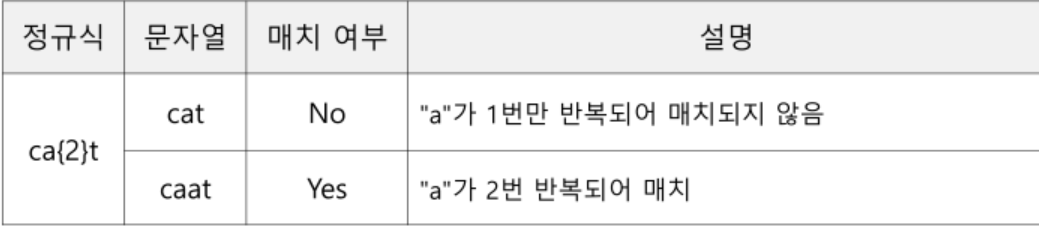 정규식 문자열 매치 여부 설명
ca{2}t
cat No "a"가 1번만 반복되어 매치되지 않음
caat Yes "a"가 2번 반복되어 매치